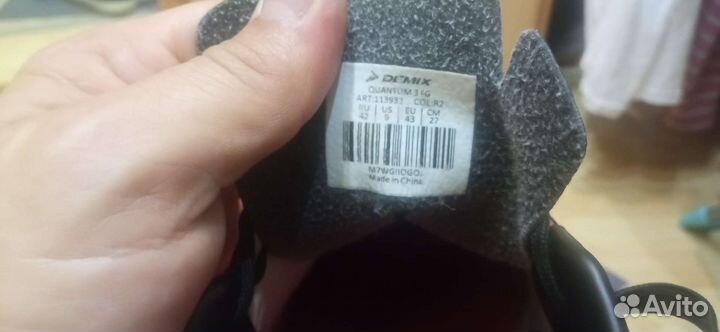 DEMIX
QUANTUM 3 FG
ART:113932 COL:R2
RU US EU CM
42 9 43 27
Made in China
Avito